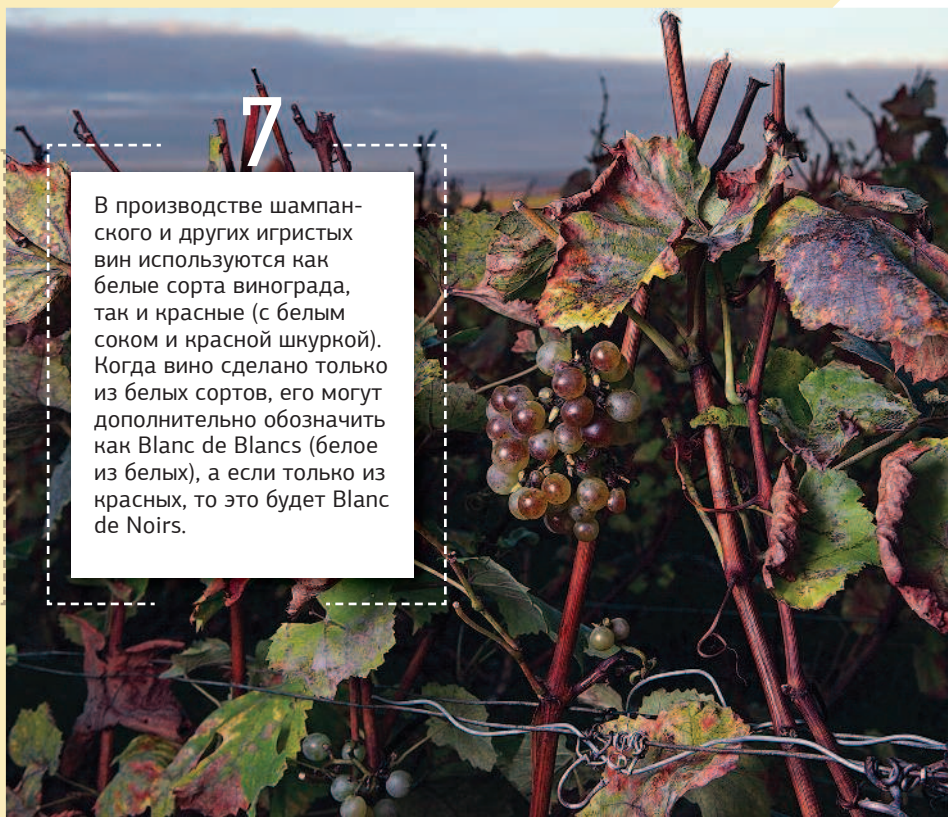 7
В производстве шампан-
ского и других игристых
вин используются как
белые сорта винограда,
так и красные (с белым
соком и красной шкуркой).
Когда вино сделано только
из белых сортов, его могут
дополнительно обозначить
как Blanc de Blancs (белое
из белых), а если только из
красных, то это будет Blanc
de Noirs.